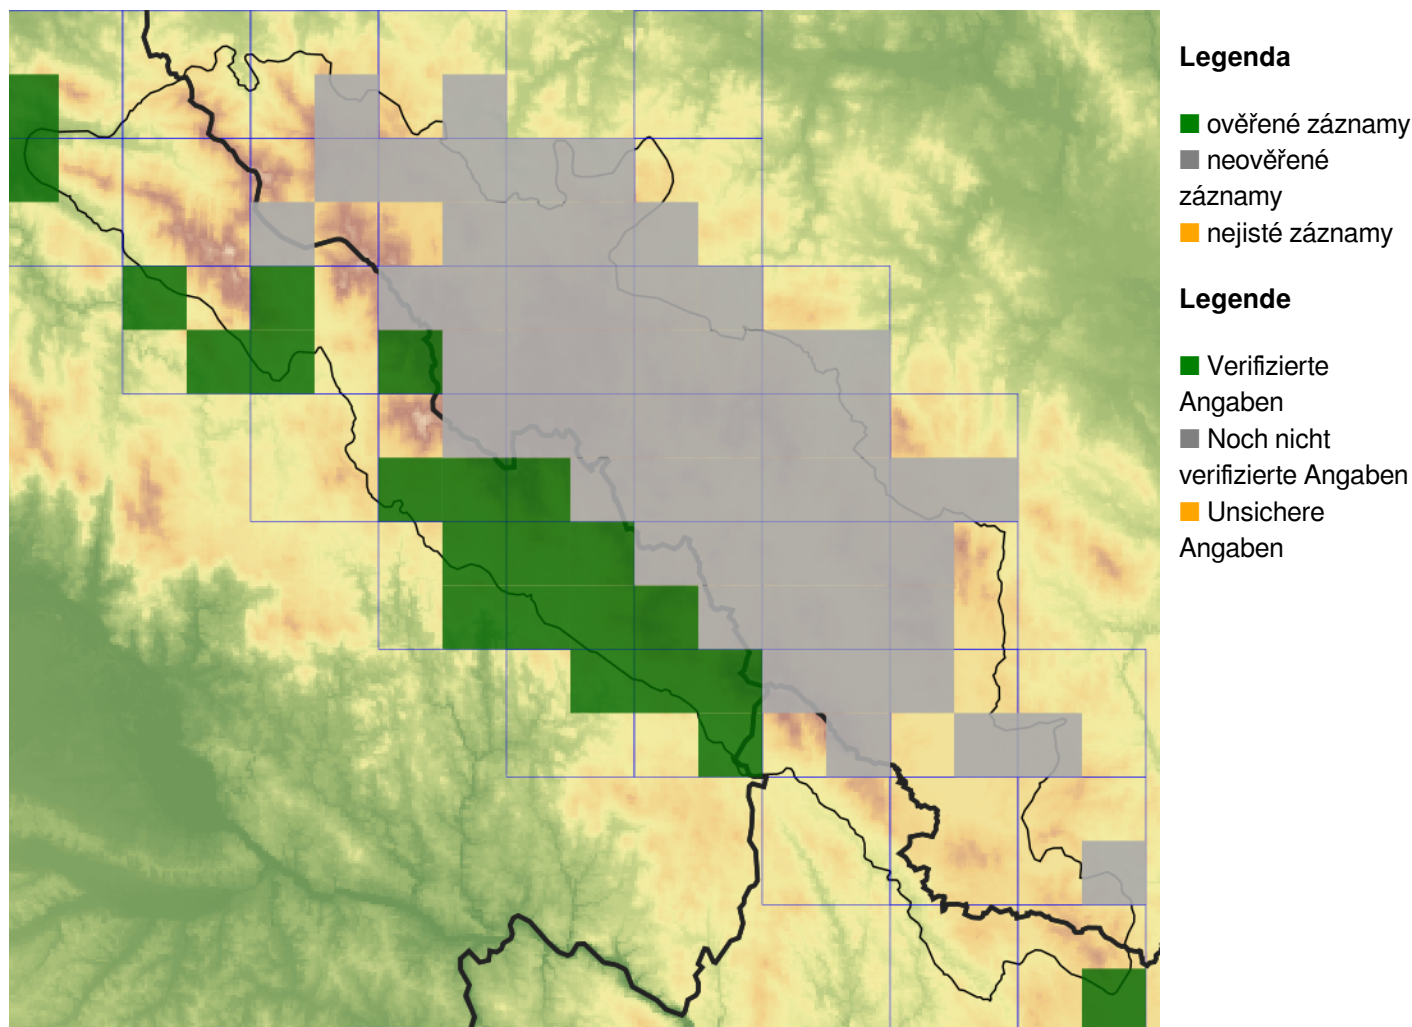 Legenda
ověřené záznamy
neověřené
záznamy
nejisté záznamy
Legende
Verifizierte
Angaben
Noch nicht
verifizierte Angaben
Unsichere
Angaben